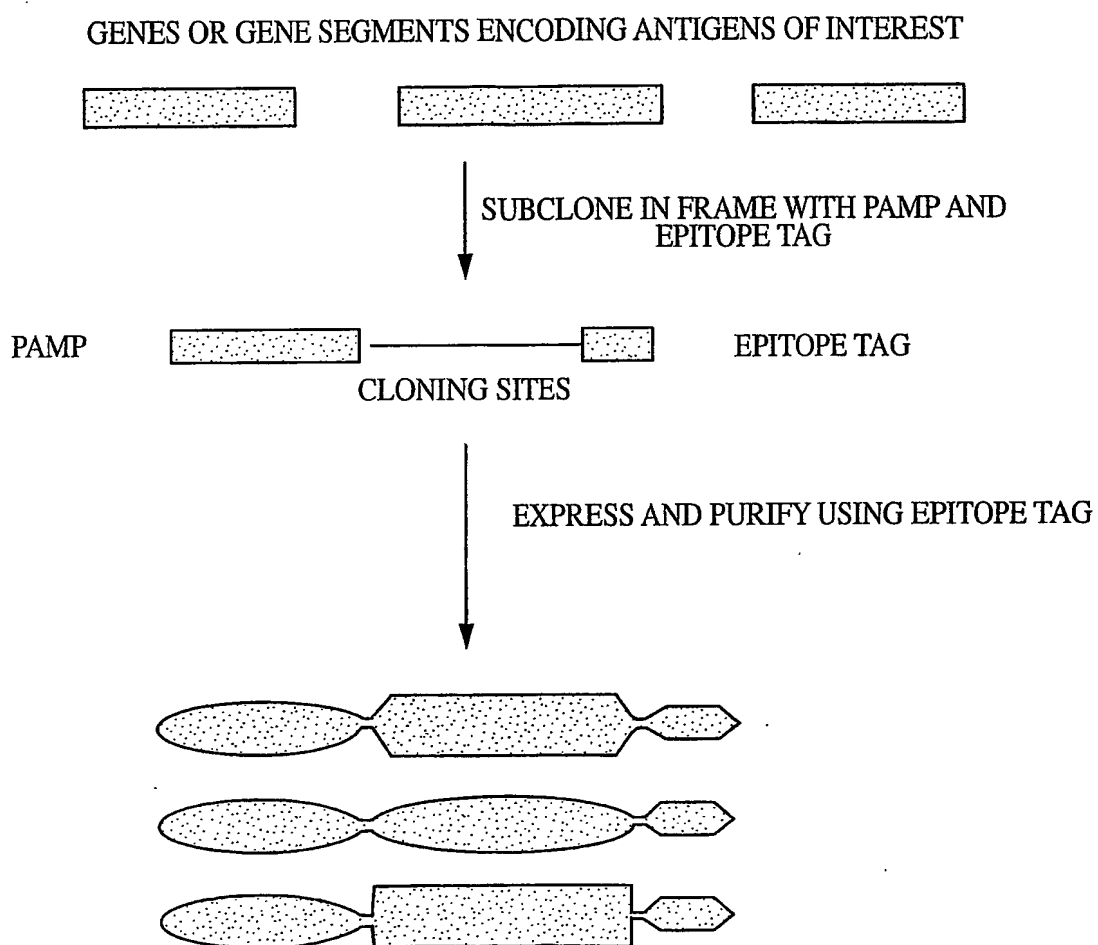 GENES OR GENE SEGMENTS ENCODING ANTIGENS OF INTEREST
SUBCLONE IN FRAME WITH PAMP AND
EPITOPE TAG
PAMP
EPITOPE TAG
CLONING SITES
EXPRESS AND PURIFY USING EPITOPE TAG